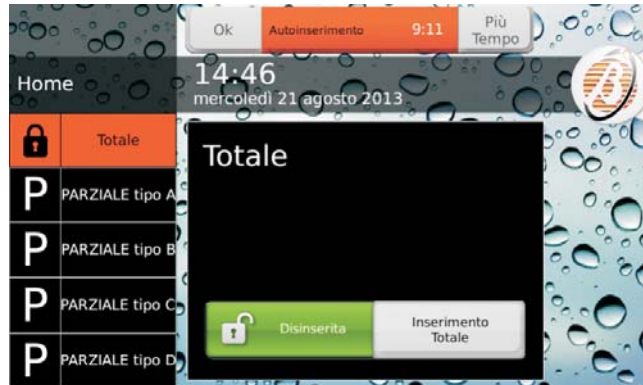 Ok
Autoinserimento
9:11
Più
Tempo
Home
14:46
mercoledì 21 agosto 2013
Totale
P PARZIALE tipo A
P PARZIALE tipo B
P PARZIALE tipo C
P PARZIALE tipo D
Totale
Disinserita
Inserimento
Totale
B